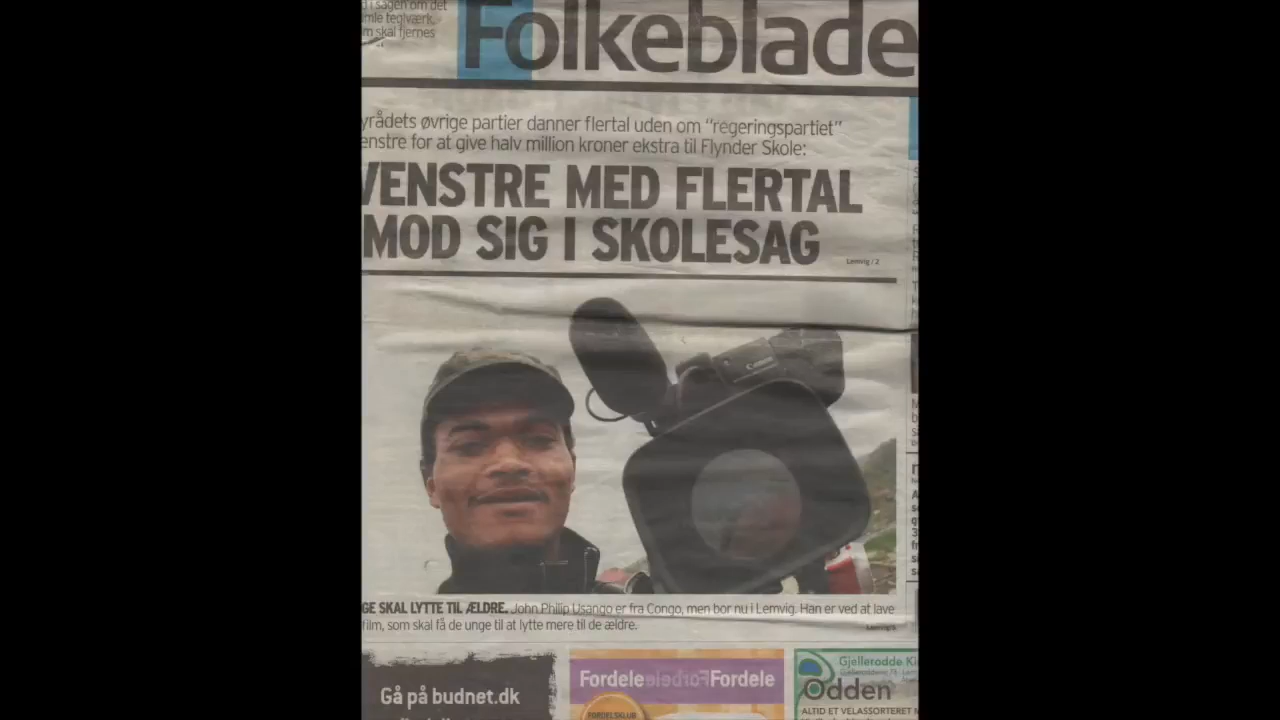 i sagen om det
mle teglværk,
m skal fjernes
Folkeblade
yrådets øvrige partier danner flertal uden om "regeringspartiet"
enstre for at give halv million kroner ekstra til Flynder Skole:
VENSTRE MED FLERTAL
MOD SIG I SKOLESAG
Lemvig / 2
Canon
GE SKAL LYTTE TIL ÆLDRE. John Philip Usango er fra Congo, men bor nu i Lemvig. Han er ved at lave
film, som skal få de unge til at lytte mere til de ældre.
Gå på budnet.dk
Fordele Fordele
FORDELSKLUB
Gjellerodde Ki
Odden
ALTID ET VELASSORTERET M